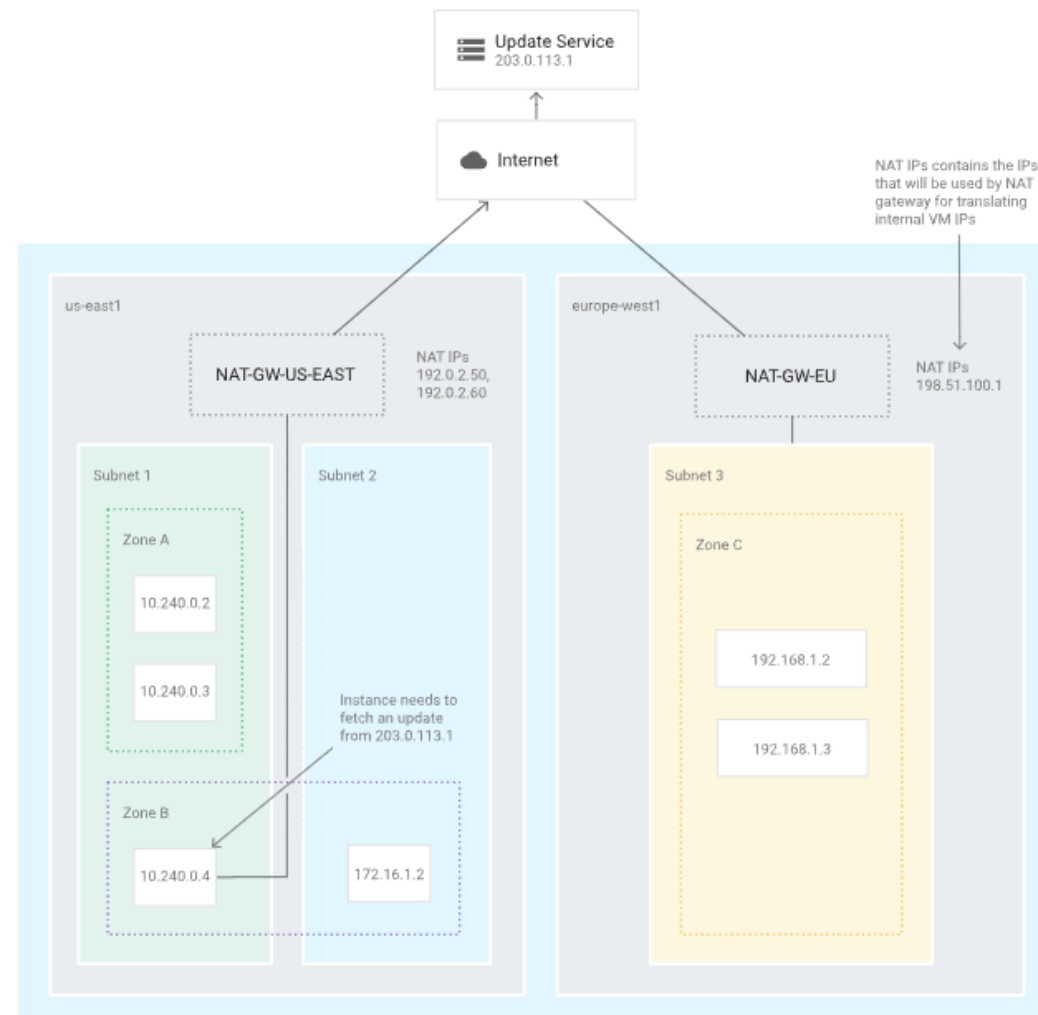 Update Service
203.0.113.1
Internet
NAT IPs contains the IPs
that will be used by NAT
gateway for translating
internal VM IPs
us-east1
NAT-GW-US-EAST
NAT IPs
192.0.2.50,
192.0.2.60
Subnet 1
Zone A
10.240.0.2
10.240.0.3
Subnet 2
Instance needs to
fetch an update
from 203.0.113.1
Zone B
10.240.0.4
172.16.1.2
europe-west1
NAT-GW-EU
NAT IPs
198.51.100.1
Subnet 3
Zone C
192.168.1.2
192.168.1.3